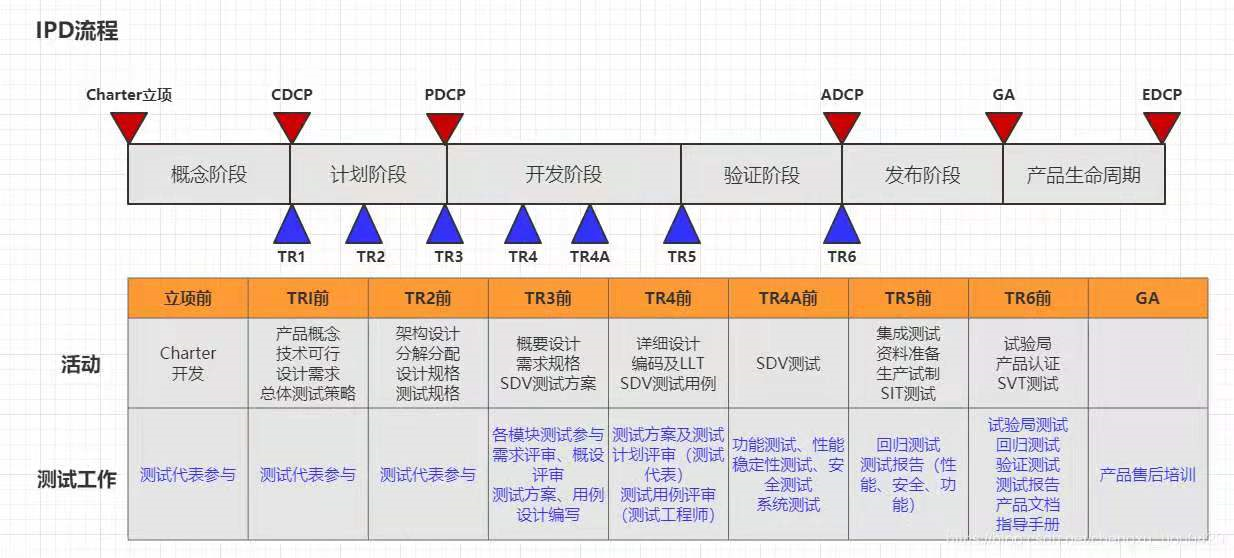 IPD流程
Charter立项
CDCP
PDCP
ADCP
GA
EDCP
概念阶段
计划阶段
开发阶段
验证阶段
发布阶段
产品生命周期
TR1
TR2
TR3
TR4
TR4A
TR5
TR6
立项前
TRI前
TR2前
TR3前
TR4前
TR4A前
TR5前
TR6前
GA
活动
Charter
开发
产品概念
技术可行
设计需求
总体测试策略
架构设计
分解分配
设计规格
测试规格
概要设计
需求规格
SDV测试方案
详细设计
编码及LLT
SDV测试用例
SDV测试
集成测试
资料准备
生产试制
SIT测试
试验局
产品认证
SVT测试
测试工作
测试代表参与
测试代表参与
测试代表参与
各模块测试参与
需求评审、概设
评审
测试方案、用例
设计编写
测试方案及测试
计划评审（测试
代表）
测试用例评审
（测试工程师）
功能测试、性能
稳定性测试、安
全测试
系统测试
回归测试
测试报告（性
能、安全、功
能）
试验局测试
回归测试
验证测试
测试报告
产品文档
指导手册
产品售后培训